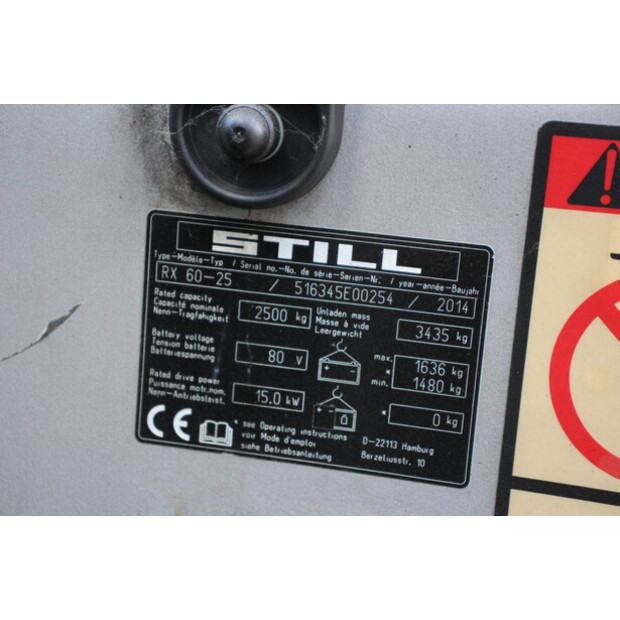 STILL
Type-Modèle-Typ / Serial no.-No. de série-Serien-Nr. / year-année-Baujahr
RX 60-25 / 516345E00254 / 2014
Rated capacity
Capacité nominale
Nenn-Tragfähigkeit
2500 kg
Unladen mass
Masse à vide
Leergewicht
3435 kg
Battery voltage
Tension batterie
Batteriespannung
80 V
max. 1636 kg
*
min. 1480 kg
Rated drive power
Puissance motr.nom.
Nenn-Antriebsleist.
15.0 kW
* 0 kg
CE
* see Operating instructions
voir Mode d'emploi
siehe Betriebsanleitung
D-22113 Hamburg
Berzeliusstr. 10